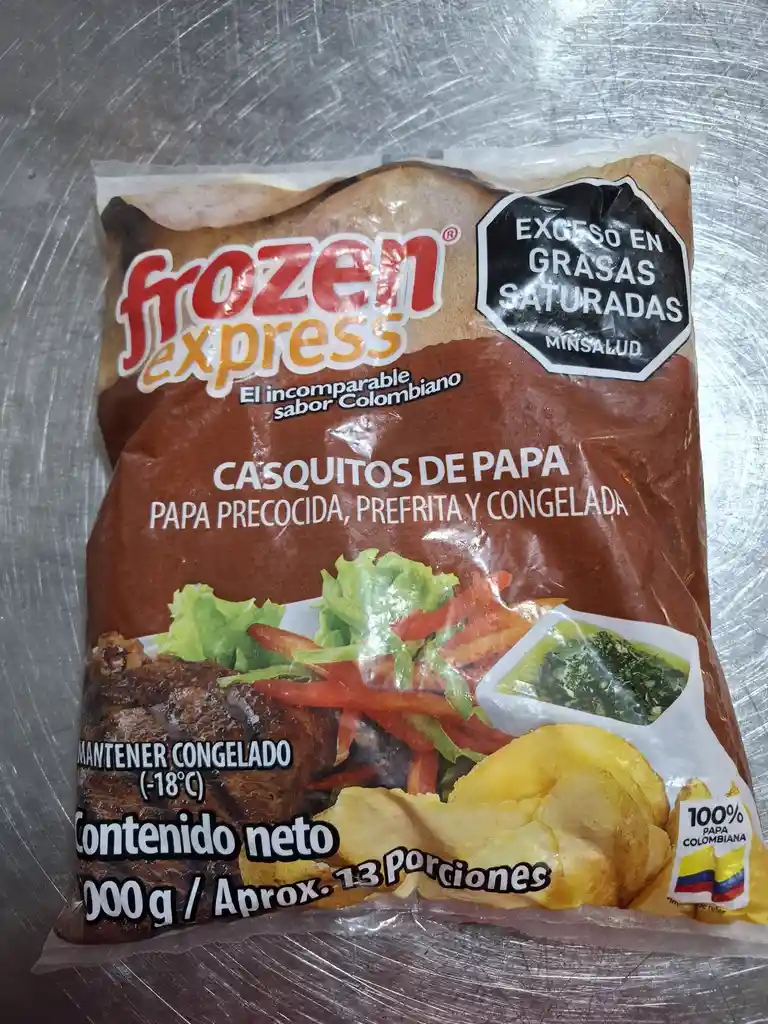 frozen®
express
El incomparable
sabor Colombiano
EXCESO EN
GRASAS
SATURADAS
MINSALUD
CASQUITOS DE PAPA
PAPA PRECOCIDA, PREFRITA Y CONGELADA
MANTENER CONGELADO
(-18°C)
Contenido neto
000g / Aprox. 13 Porciones
100%
PAPA
COLOMBIANA